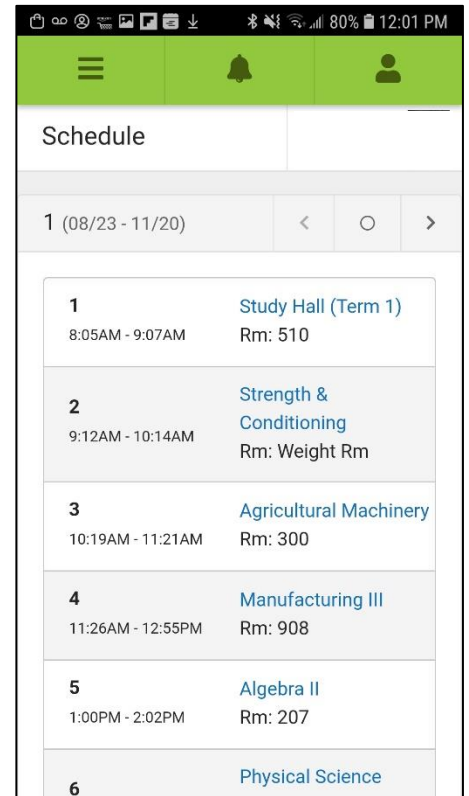 80% 12:01 PM
Schedule
1 (08/23 - 11/20)
1
8:05AM - 9:07AM
Study Hall (Term 1)
Rm: 510
2
9:12AM - 10:14AM
Strength &
Conditioning
Rm: Weight Rm
3
10:19AM - 11:21AM
Agricultural Machinery
Rm: 300
4
11:26AM - 12:55PM
Manufacturing III
Rm: 908
5
1:00PM - 2:02PM
Algebra II
Rm: 207
6
Physical Science